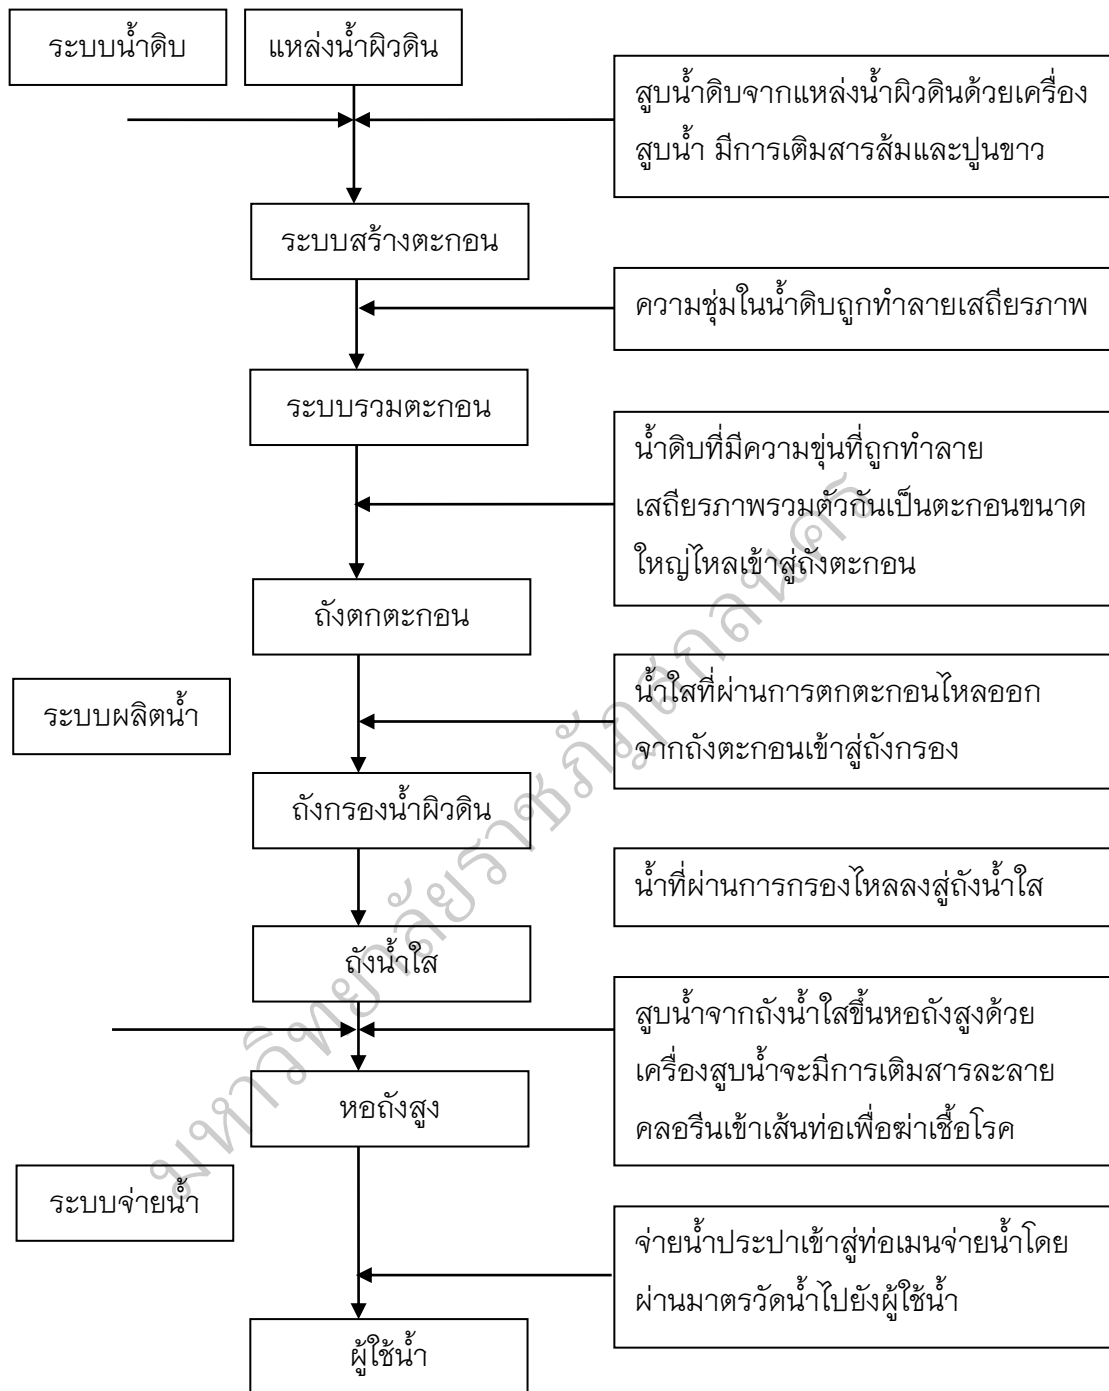 ระบบน้ำดิบ
แหล่งน้ำผิวดิน
สูบน้ำดิบจากแหล่งน้ำผิวดินด้วยเครื่อง
สูบน้ำ มีการเติมสารส้มและปูนขาว
ระบบสร้างตะกอน
ความชุ่มในน้ำดิบถูกทำลายเสถียรภาพ
ระบบรวมตะกอน
น้ำดิบที่มีความขุ่นที่ถูกทำลาย
เสถียรภาพรวมตัวกันเป็นตะกอนขนาด
ใหญ่ไหลเข้าสู่ถังตะกอน
ถังตกตะกอน
ระบบผลิตน้ำ
น้ำใสที่ผ่านการตกตะกอนไหลออก
จากถังตะกอนเข้าสู่ถังกรอง
ถังกรองน้ำผิวดิน
น้ำที่ผ่านการกรองไหลลงสู่ถังน้ำใส
ถังน้ำใส
สูบน้ำจากถังน้ำใสขึ้นหอถังสูงด้วย
เครื่องสูบน้ำจะมีการเติมสารละลาย
คลอรีนเข้าเส้นท่อเพื่อฆ่าเชื้อโรค
หอถังสูง
ระบบจ่ายน้ำ
จ่ายน้ำประปาเข้าสู่ท่อเมนจ่ายน้ำโดย
ผ่านมาตรวัดน้ำไปยังผู้ใช้น้ำ
ผู้ใช้น้ำ
มหาวิทยาลัยราชภัฏสกลนคร